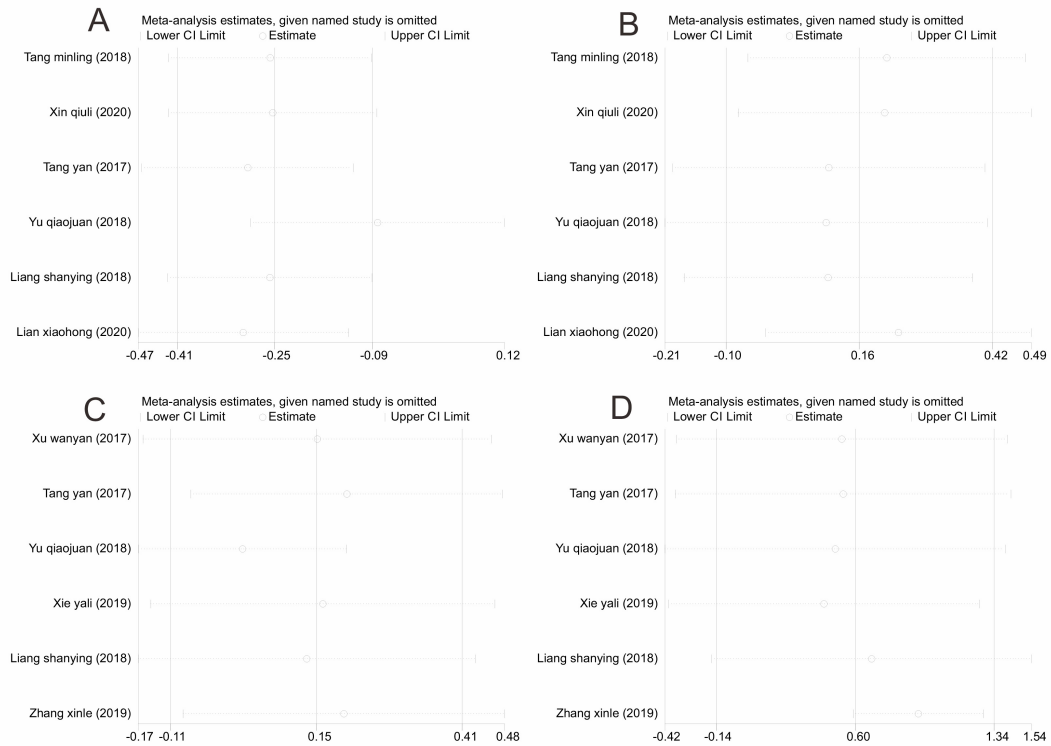 A
Meta-analysis estimates, given named study is omitted
Lower CI Limit Estimate Upper CI Limit
Tang minling (2018)
Xin qiuli (2020)
Tang yan (2017)
Yu qiaojuan (2018)
Liang shanying (2018)
Lian xiaohong (2020)
-0.47 -0.41 -0.25 -0.09 0.12
B
Meta-analysis estimates, given named study is omitted
Lower CI Limit Estimate Upper CI Limit
Tang minling (2018)
Xin qiuli (2020)
Tang yan (2017)
Yu qiaojuan (2018)
Liang shanying (2018)
Lian xiaohong (2020)
-0.21 -0.10 0.16 0.42 0.49
C
Meta-analysis estimates, given named study is omitted
Lower CI Limit Estimate Upper CI Limit
Xu wanyan (2017)
Tang yan (2017)
Yu qiaojuan (2018)
Xie yali (2019)
Liang shanying (2018)
Zhang xinle (2019)
-0.17 -0.11 0.15 0.41 0.48
D
Meta-analysis estimates, given named study is omitted
Lower CI Limit Estimate Upper CI Limit
Xu wanyan (2017)
Tang yan (2017)
Yu qiaojuan (2018)
Xie yali (2019)
Liang shanying (2018)
Zhang xinle (2019)
-0.42 -0.14 0.60 1.34 1.54